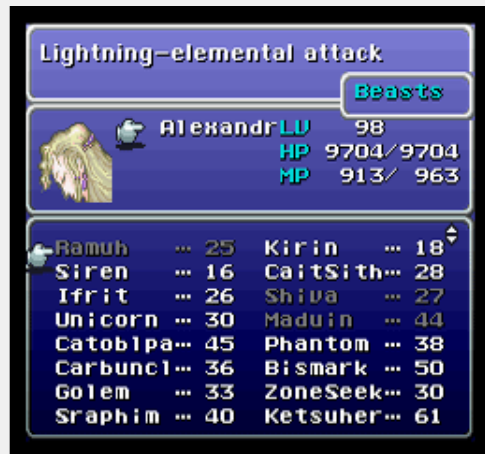 Lightning-elemental attack
Beasts
Alexandr LV 98
HP 9704/9704
MP 913/ 963
Ramuh … 25 Kirin … 18
Siren … 16 CaitSith… 28
Ifrit … 26 Shiva … 27
Unicorn … 30 Maduin … 44
Catoblpa… 45 Phantom … 38
Carbuncl… 36 Bismark … 50
Golem … 33 ZoneSeek… 30
Sraphim … 40 Ketsuher… 61